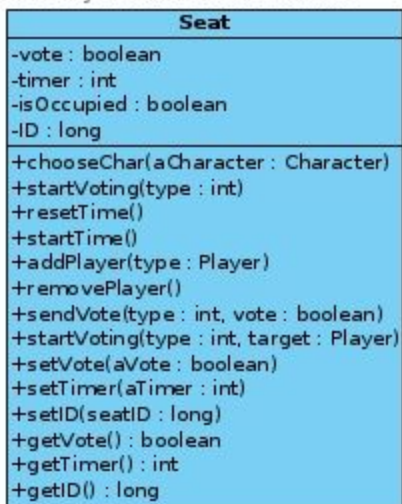 Seat
-vote : boolean
-timer : int
-isOccupied : boolean
-ID : long
+chooseChar(aCharacter : Character)
+startVoting(type : int)
+resetTime()
+startTime()
+addPlayer(type : Player)
+removePlayer()
+sendVote(type : int, vote : boolean)
+startVoting(type : int, target : Player)
+setVote(aVote : boolean)
+setTimer(aTimer : int)
+setID(seatID : long)
+getVote() : boolean
+getTimer() : int
+getID() : long